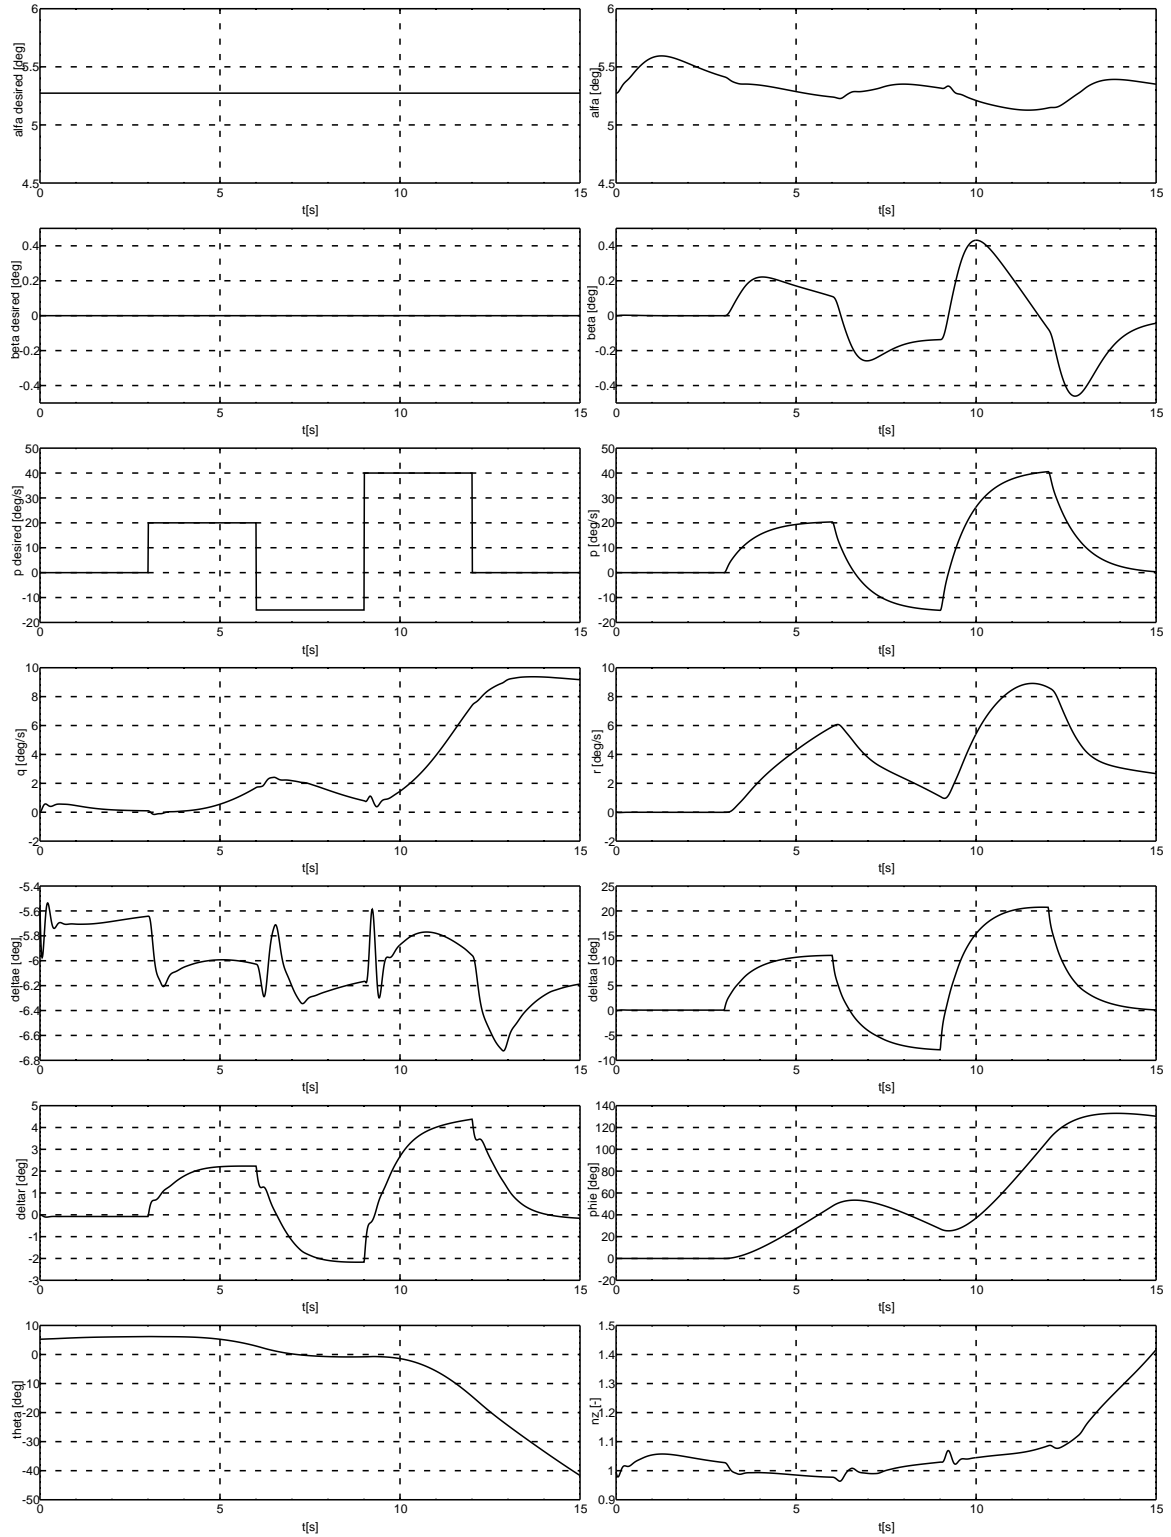 alfa desired [deg]
6
5.5
5
4.5
0 5 10 15
t[s]
alfa [deg]
6
5.5
5
4.5
0 5 10 15
t[s]
beta desired [deg]
0.4
0.2
0
-0.2
-0.4
0 5 10 15
t[s]
beta [deg]
0.4
0.2
0
-0.2
-0.4
0 5 10 15
t[s]
p desired [deg/s]
50
40
30
20
10
0
-10
-20
0 5 10 15
t[s]
p [deg/s]
50
40
30
20
10
0
-10
-20
0 5 10 15
t[s]
q [deg/s]
10
8
6
4
2
0
-2
0 5 10 15
t[s]
r [deg/s]
10
8
6
4
2
0
-2
0 5 10 15
t[s]
deltae [deg]
-5.4
-5.6
-5.8
-6
-6.2
-6.4
-6.6
-6.8
0 5 10 15
t[s]
deltaa [deg]
25
20
15
10
5
0
-5
-10
0 5 10 15
t[s]
deltar [deg]
5
4
3
2
1
0
-1
-2
-3
0 5 10 15
t[s]
phie [deg]
140
120
100
80
60
40
20
0
-20
0 5 10 15
t[s]
theta [deg]
10
0
-10
-20
-30
-40
-50
0 5 10 15
t[s]
nz [-]
1.5
1.4
1.3
1.2
1.1
1
0.9
0 5 10 15
t[s]